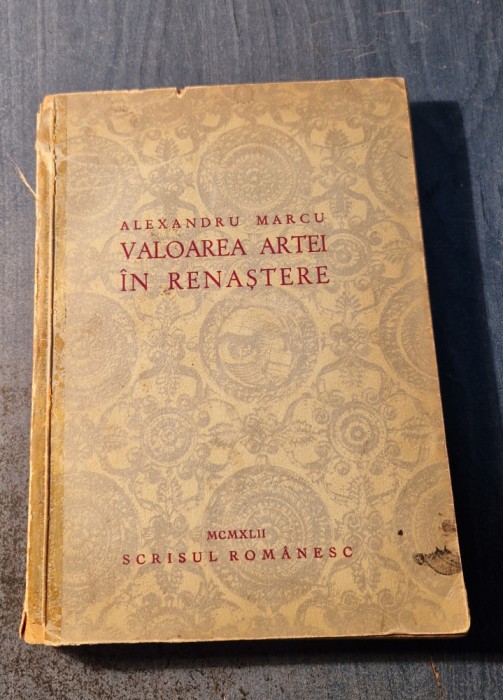 ALEXANDRU MARCU
VALOAREA ARTEI
ÎN RENAȘTERE
MCMXLII
SCRISUL ROMÂNESC